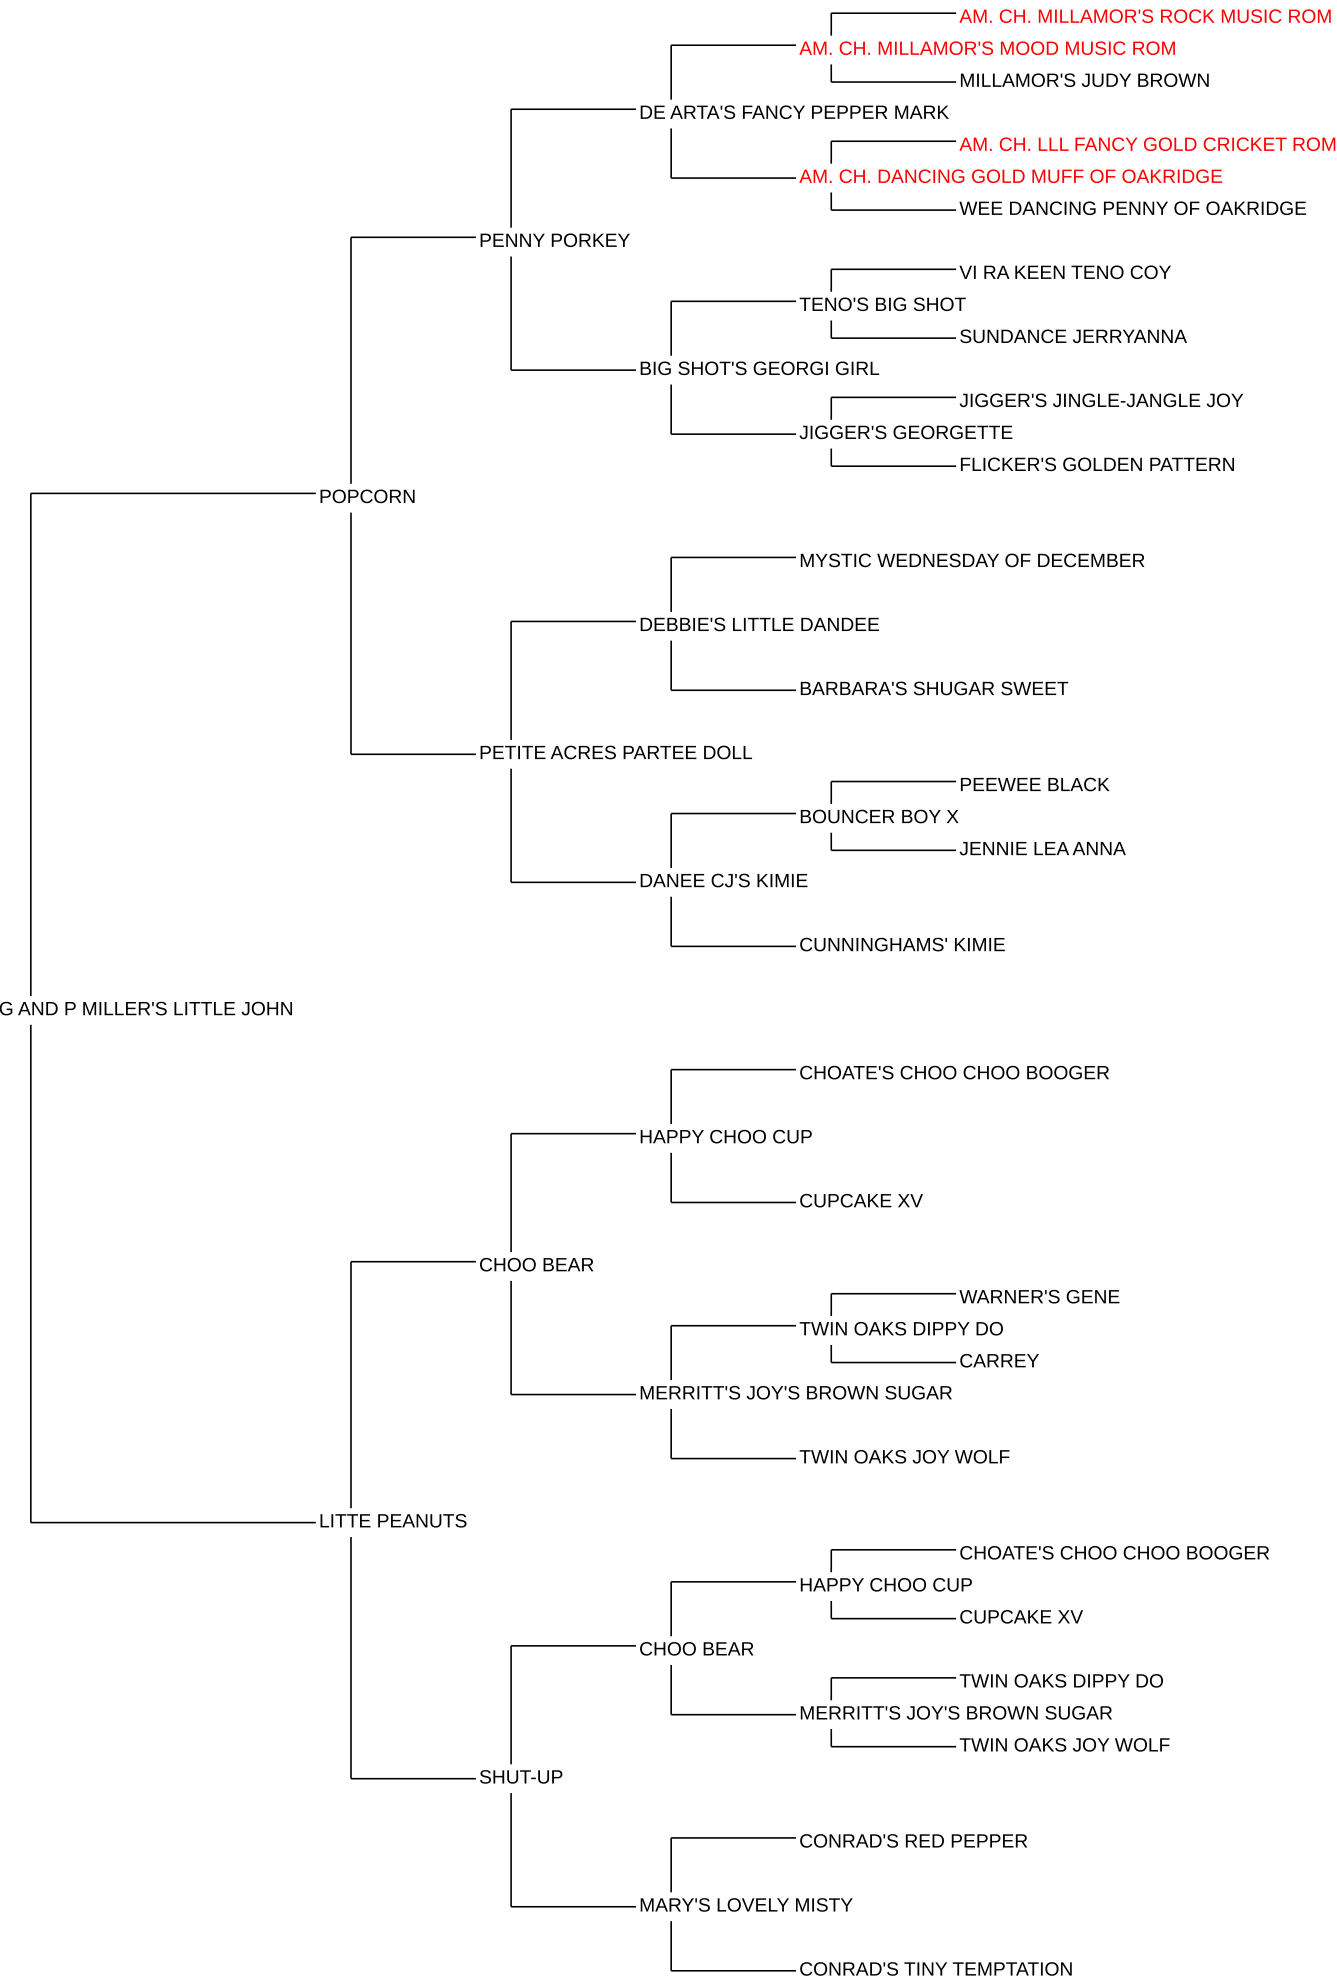 AM. CH. MILLAMOR'S ROCK MUSIC ROM
AM. CH. MILLAMOR'S MOOD MUSIC ROM
MILLAMOR'S JUDY BROWN
DE ARTA'S FANCY PEPPER MARK
AM. CH. LLL FANCY GOLD CRICKET ROM
AM. CH. DANCING GOLD MUFF OF OAKRIDGE
WEE DANCING PENNY OF OAKRIDGE
PENNY PORKEY
VI RA KEEN TENO COY
TENO'S BIG SHOT
SUNDANCE JERRYANNA
BIG SHOT'S GEORGI GIRL
JIGGER'S JINGLE-JANGLE JOY
JIGGER'S GEORGETTE
FLICKER'S GOLDEN PATTERN
POPCORN
MYSTIC WEDNESDAY OF DECEMBER
DEBBIE'S LITTLE DANDEE
BARBARA'S SHUGAR SWEET
PETITE ACRES PARTEE DOLL
PEEWEE BLACK
BOUNCER BOY X
JENNIE LEA ANNA
DANEE CJ'S KIMIE
CUNNINGHAMS' KIMIE
G AND P MILLER'S LITTLE JOHN
CHOATE'S CHOO CHOO BOOGER
HAPPY CHOO CUP
CUPCAKE XV
CHOO BEAR
WARNER'S GENE
TWIN OAKS DIPPY DO
CARREY
MERRITT'S JOY'S BROWN SUGAR
TWIN OAKS JOY WOLF
LITTE PEANUTS
CHOATE'S CHOO CHOO BOOGER
HAPPY CHOO CUP
CUPCAKE XV
CHOO BEAR
TWIN OAKS DIPPY DO
MERRITT'S JOY'S BROWN SUGAR
TWIN OAKS JOY WOLF
SHUT-UP
CONRAD'S RED PEPPER
MARY'S LOVELY MISTY
CONRAD'S TINY TEMPTATION